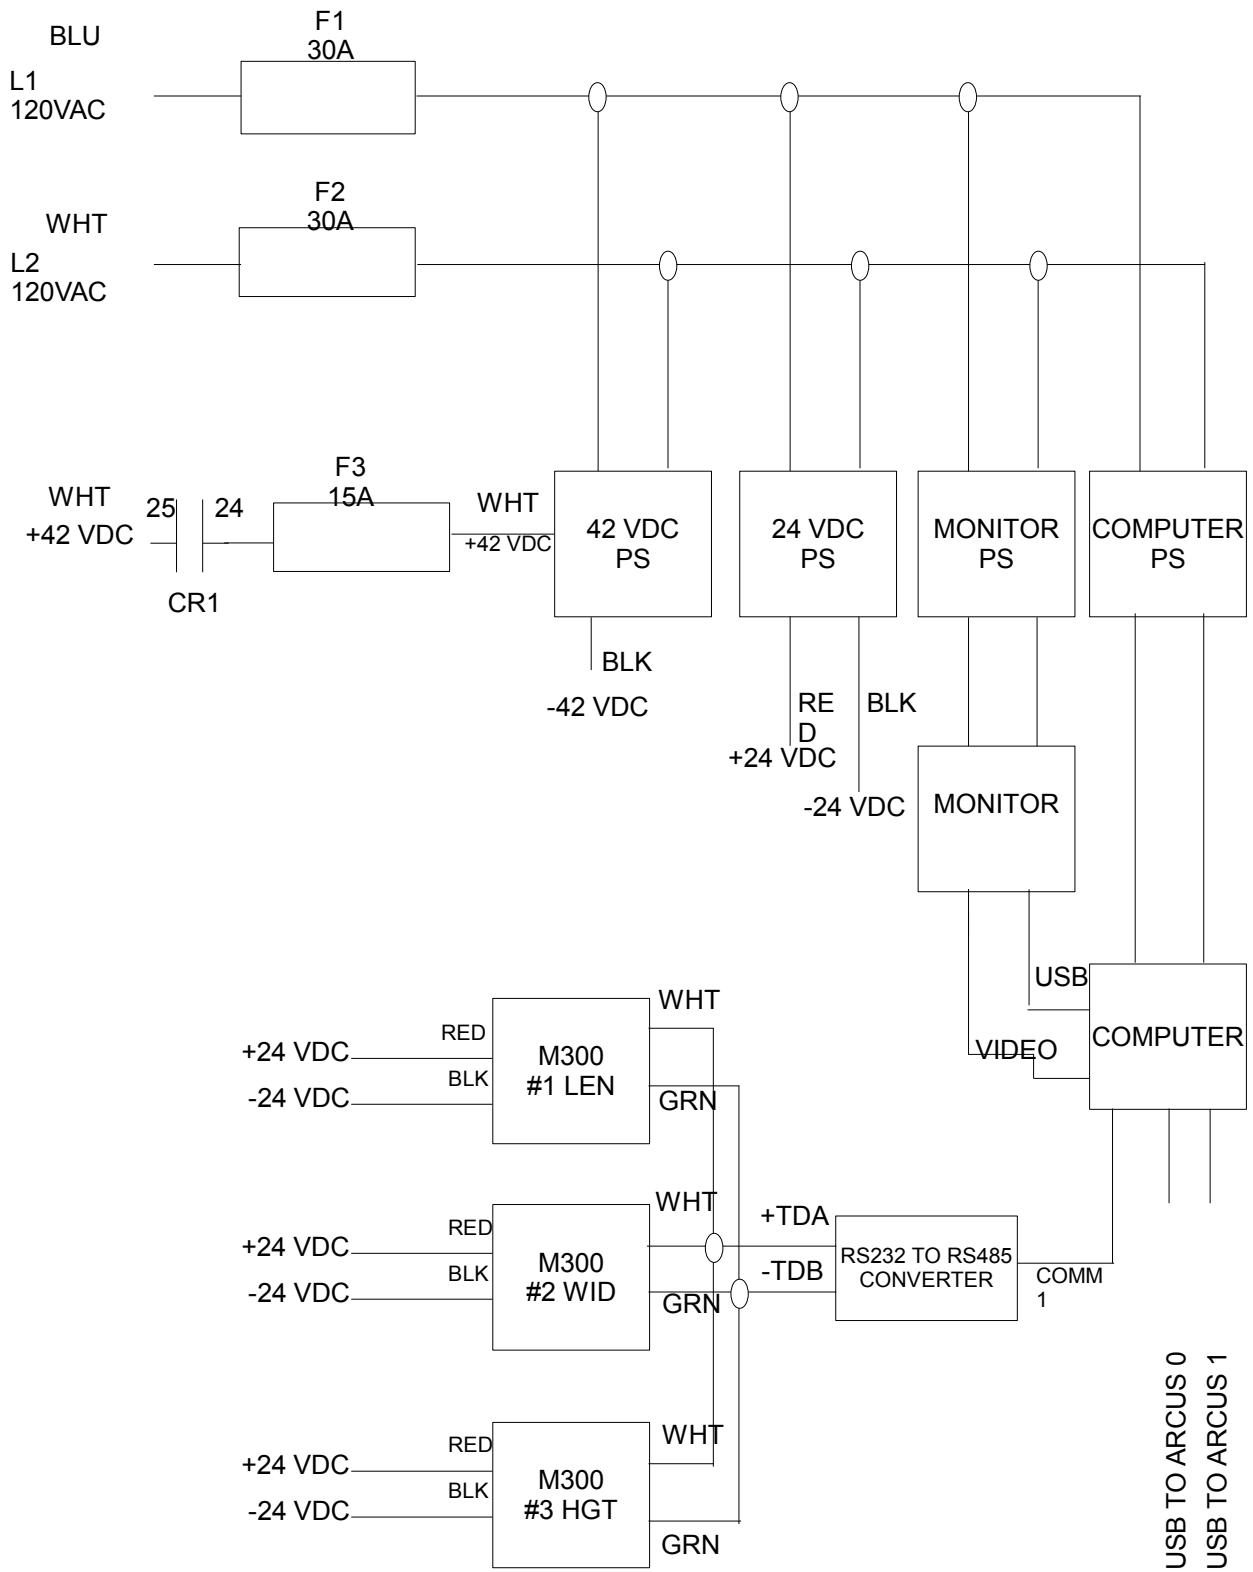 BLU
F1
30A
L1
120VAC
WHT
F2
30A
L2
120VAC
WHT
+42 VDC
25
24
CR1
F3
15A
WHT
+42 VDC
42 VDC
PS
24 VDC
PS
MONITOR
PS
COMPUTER
PS
BLK
-42 VDC
RE
D
+24 VDC
BLK
-24 VDC
MONITOR
USB
VIDEO
COMPUTER
+24 VDC
-24 VDC
RED
BLK
M300
#1 LEN
WHT
GRN
+24 VDC
-24 VDC
RED
BLK
M300
#2 WID
WHT
GRN
+TDA
-TDB
RS232 TO RS485
CONVERTER
COMM
1
+24 VDC
-24 VDC
RED
BLK
M300
#3 HGT
WHT
GRN
USB TO ARCUS 0
USB TO ARCUS 1